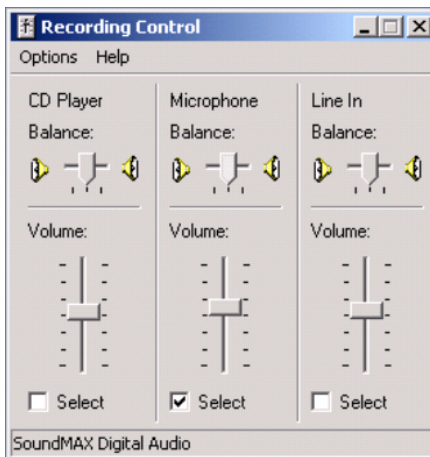 Recording Control
Options Help
CD Player Microphone Line In
Balance: Balance: Balance:
Volume: Volume: Volume:
Select Select Select
SoundMAX Digital Audio